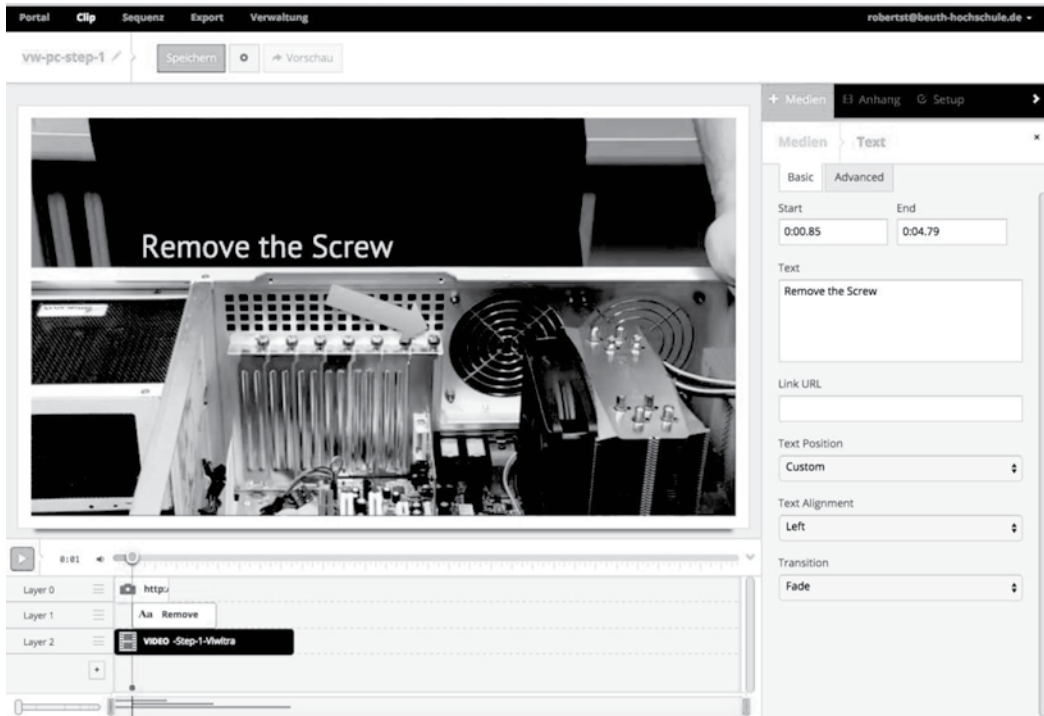 Portal Clip Sequenz Export Verwaltung robertst@beuth-hochschule.de
vw-pc-step-1 Speichern Vorschau
+ Medien Anhang Setup
Medien Text
Basic Advanced
Start End
0:00.85 0:04.79
Text
Remove the Screw
Remove the Screw
Link URL
Text Position
Custom
Text Alignment
Left
Transition
Fade
0:01
Layer 0 http:/
Layer 1 Aa Remove
Layer 2 VIDEO -Step-1-Viwitra
+